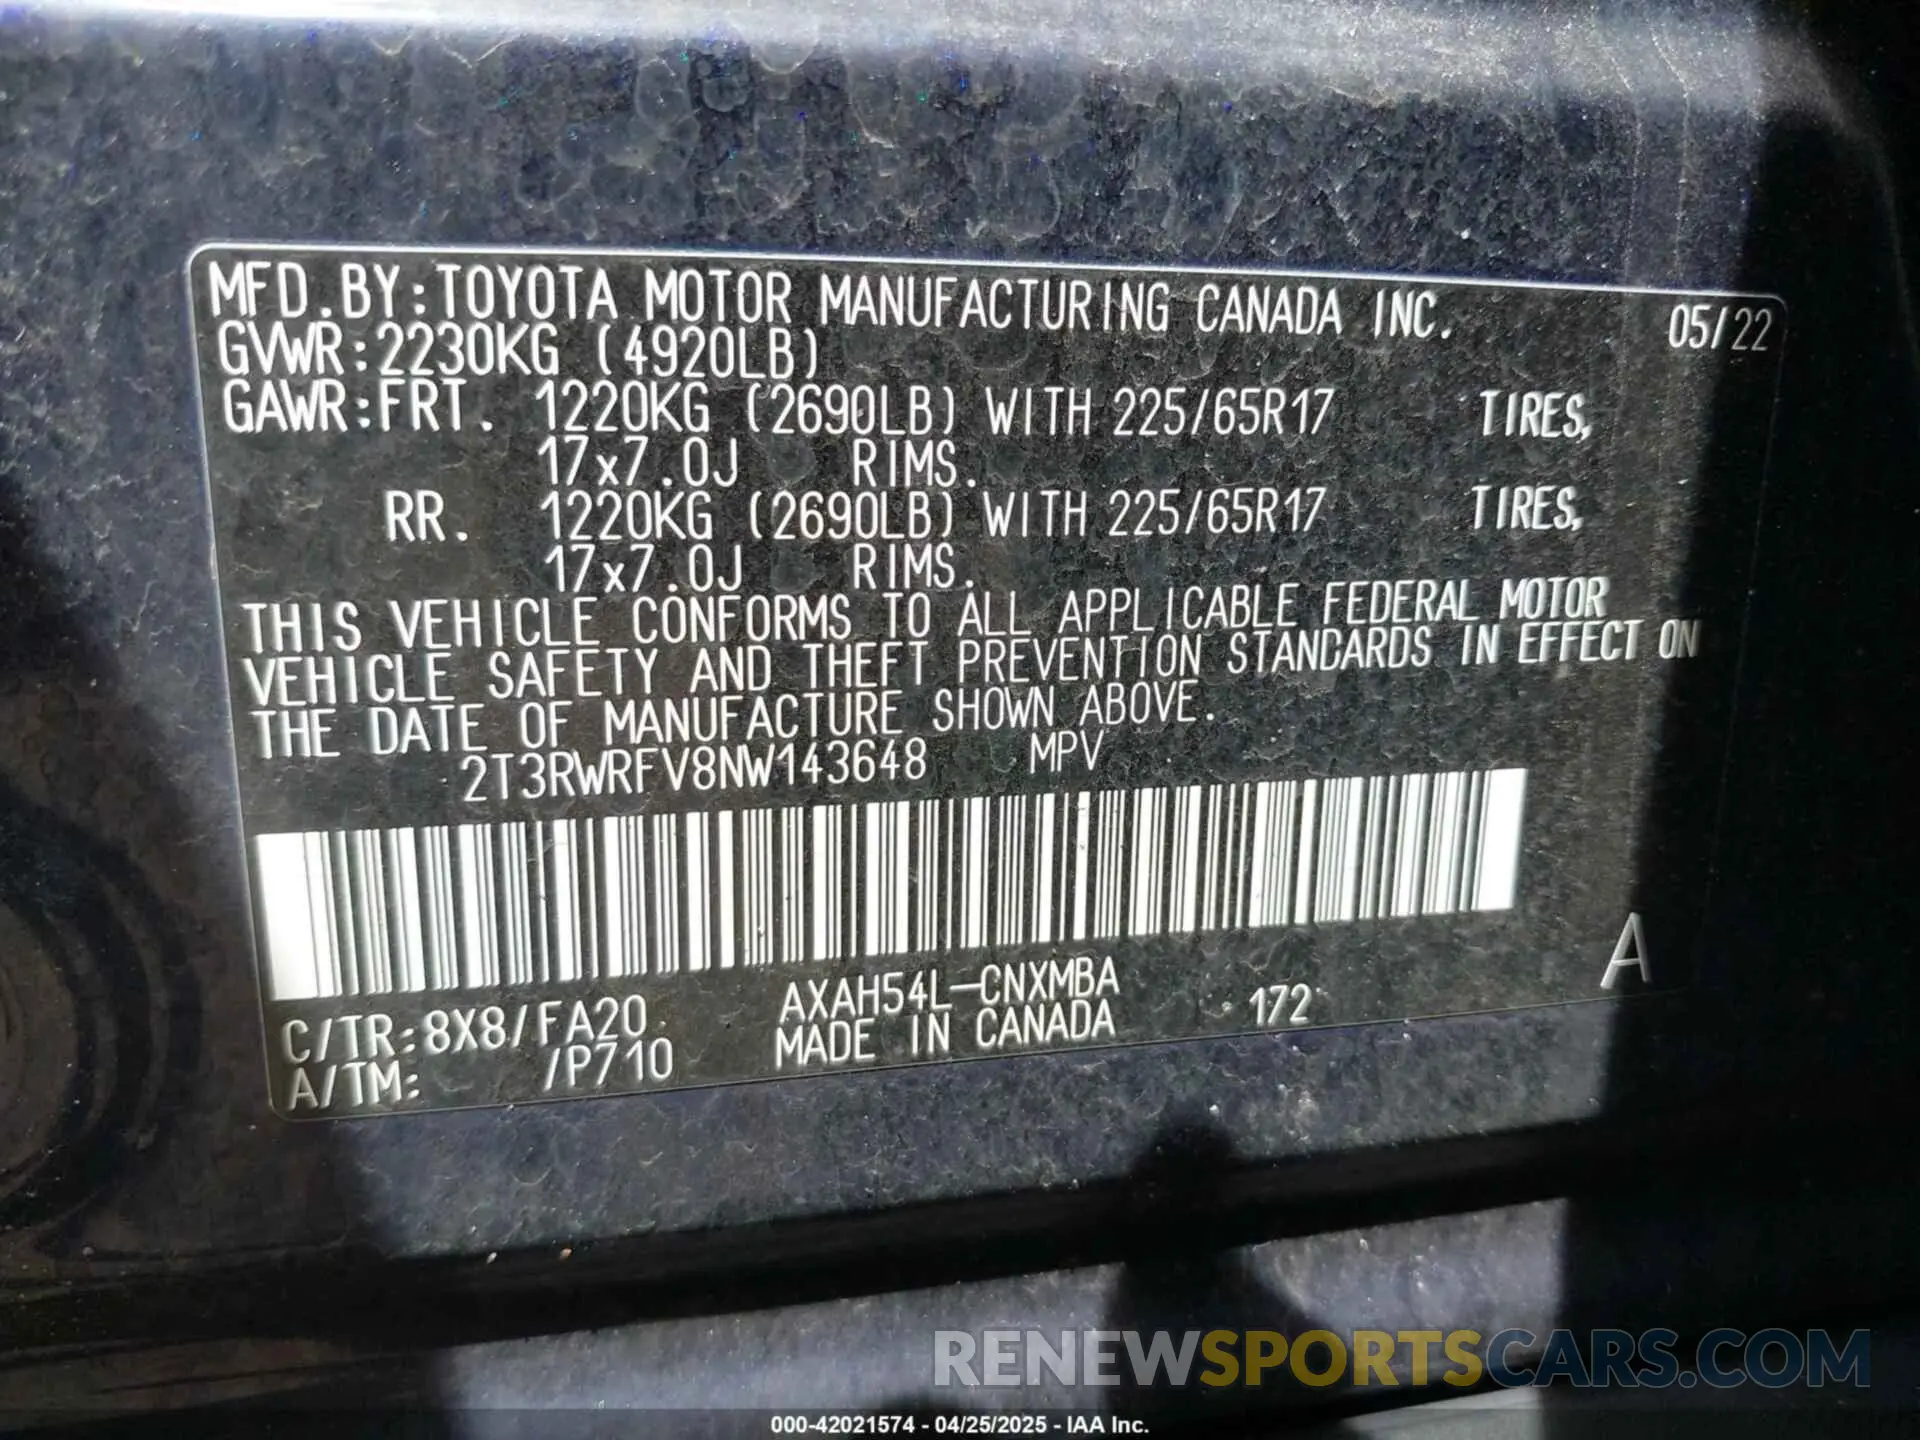 MFD.BY:TOYOTA MOTOR MANUFACTURING CANADA INC. 05/22
GVWR:2230KG (4920LB)
GAWR:FRT. 1220KG (2690LB) WITH 225/65R17 TIRES,
17x7.0J RIMS.
RR. 1220KG (2690LB) WITH 225/65R17 TIRES,
17x7.0J RIMS.
THIS VEHICLE CONFORMS TO ALL APPLICABLE FEDERAL MOTOR
VEHICLE SAFETY AND THEFT PREVENTION STANDARDS IN EFFECT ON
THE DATE OF MANUFACTURE SHOWN ABOVE.
2T3RWRFV8NW143648 MPV
A
C/TR:8X8/FA20 AXAH54L-CNXMBA 172
A/TM: /P710 MADE IN CANADA
RENEWSPORTSCARS.COM
000-42021574 - 04/25/2025 - IAA Inc.